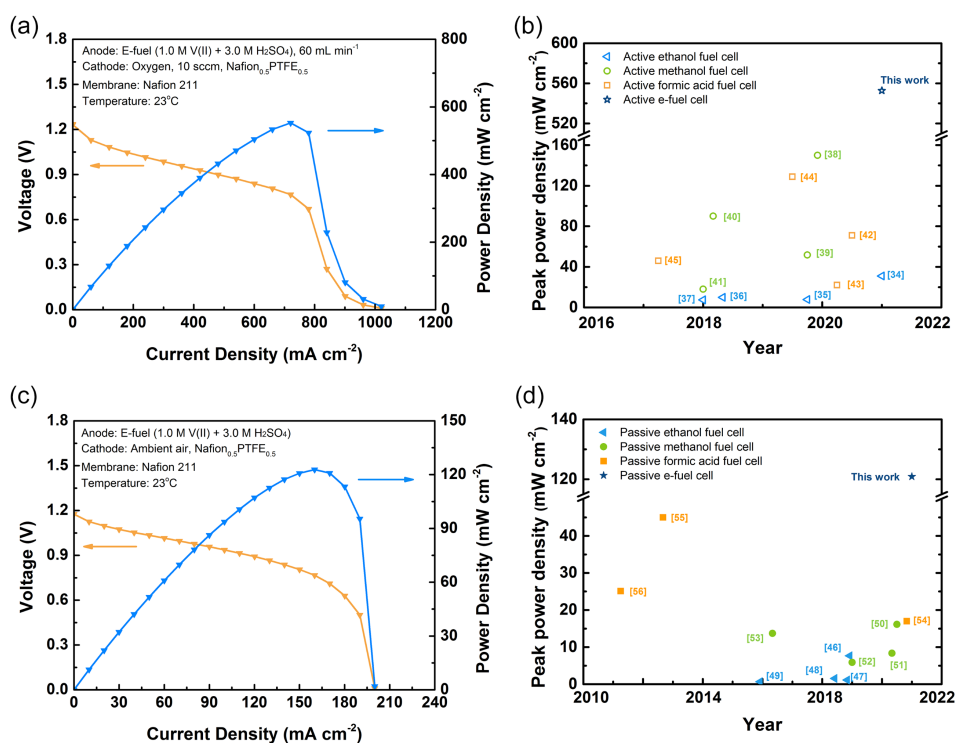 (a)
Anode: E-fuel (1.0 M V(II) + 3.0 M H₂SO₄), 60 mL min⁻¹
Cathode: Oxygen, 10 sccm, Nafion₀.₅PTFE₀.₅
Membrane: Nafion 211
Temperature: 23°C
Voltage (V)
1.8
1.5
1.2
0.9
0.6
0.3
0.0
0 200 400 600 800 1000 1200
Current Density (mA cm⁻²)
800
600
400
200
0
Power Density (mW cm⁻²)
(b)
Active ethanol fuel cell
Active methanol fuel cell
Active formic acid fuel cell
Active e-fuel cell
This work
[38]
[44]
[40]
[42]
[39]
[45]
[34]
[43]
[41]
[37]
[36]
[35]
Peak power density (mW cm⁻²)
600
560
520
160
120
80
40
0
2016 2018 2020 2022
Year
(c)
Anode: E-fuel (1.0 M V(II) + 3.0 M H₂SO₄)
Cathode: Ambient air, Nafion₀.₅PTFE₀.₅
Membrane: Nafion 211
Temperature: 23°C
Voltage (V)
1.8
1.5
1.2
0.9
0.6
0.3
0.0
0 30 60 90 120 150 180 210 240
Current Density (mA cm⁻²)
150
120
90
60
30
0
Power Density (mW cm⁻²)
(d)
Passive ethanol fuel cell
Passive methanol fuel cell
Passive formic acid fuel cell
Passive e-fuel cell
This work
[55]
[56]
[54]
[50]
[53]
[46]
[52]
[51]
[48]
[47]
[49]
Peak power density (mW cm⁻²)
140
120
40
30
20
10
0
2010 2014 2018 2022
Year